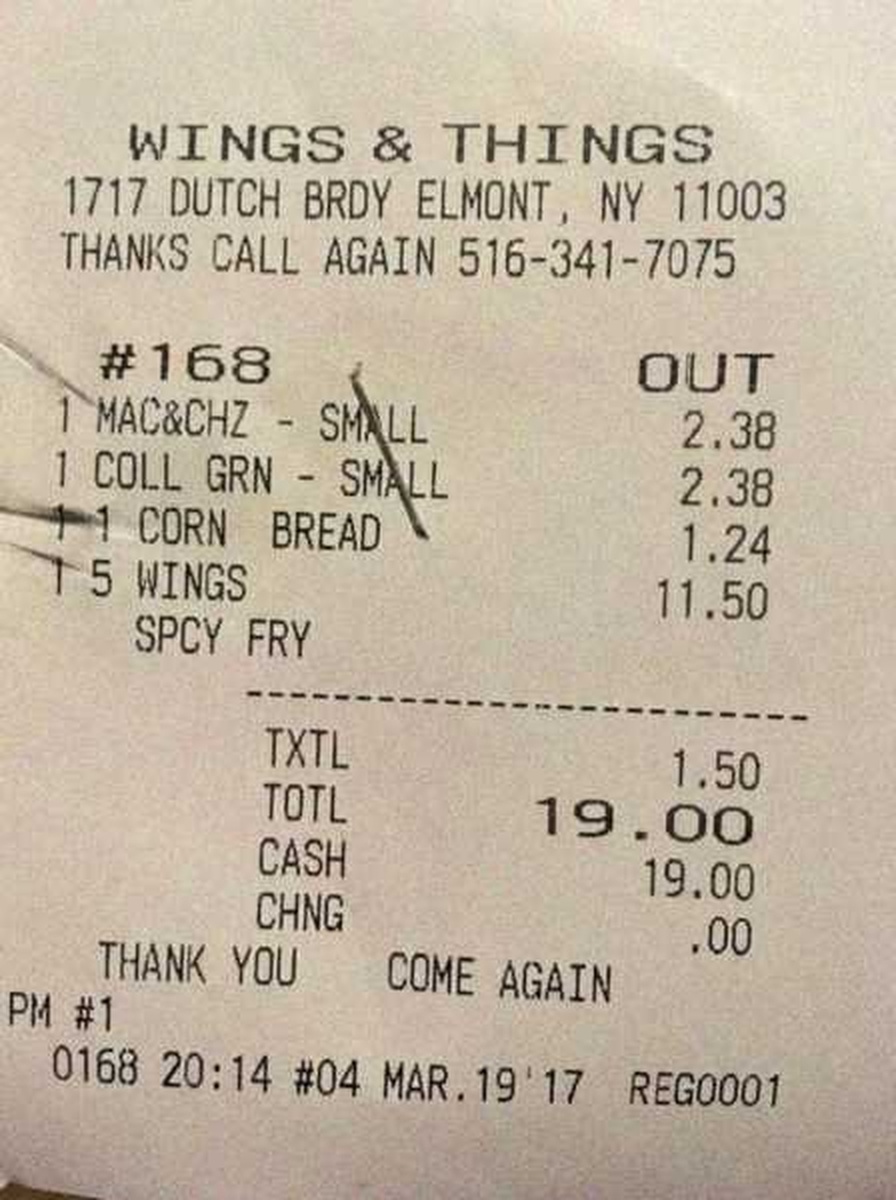 WINGS & THINGS
1717 DUTCH BRDY ELMONT, NY 11003
THANKS CALL AGAIN 516-341-7075
#168 OUT
1 MAC&CHZ - SMALL 2.38
1 COLL GRN - SMALL 2.38
1 1 CORN BREAD 1.24
1 5 WINGS 11.50
SPCY FRY
TXTL 1.50
TOTL 19.00
CASH 19.00
CHNG .00
THANK YOU COME AGAIN
PM #1
0168 20:14 #04 MAR.19'17 REG0001